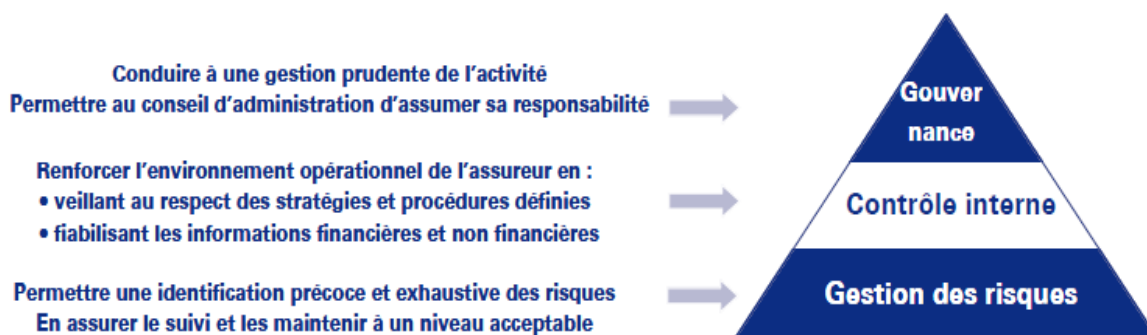 Conduire à une gestion prudente de l'activité
Permettre au conseil d'administration d'assumer sa responsabilité
Gouver
nance
Renforcer l'environnement opérationnel de l'assureur en :
• veillant au respect des stratégies et procédures définies
• fiabilisant les informations financières et non financières
Contrôle interne
Permettre une identification précoce et exhaustive des risques
En assurer le suivi et les maintenir à un niveau acceptable
Gestion des risques